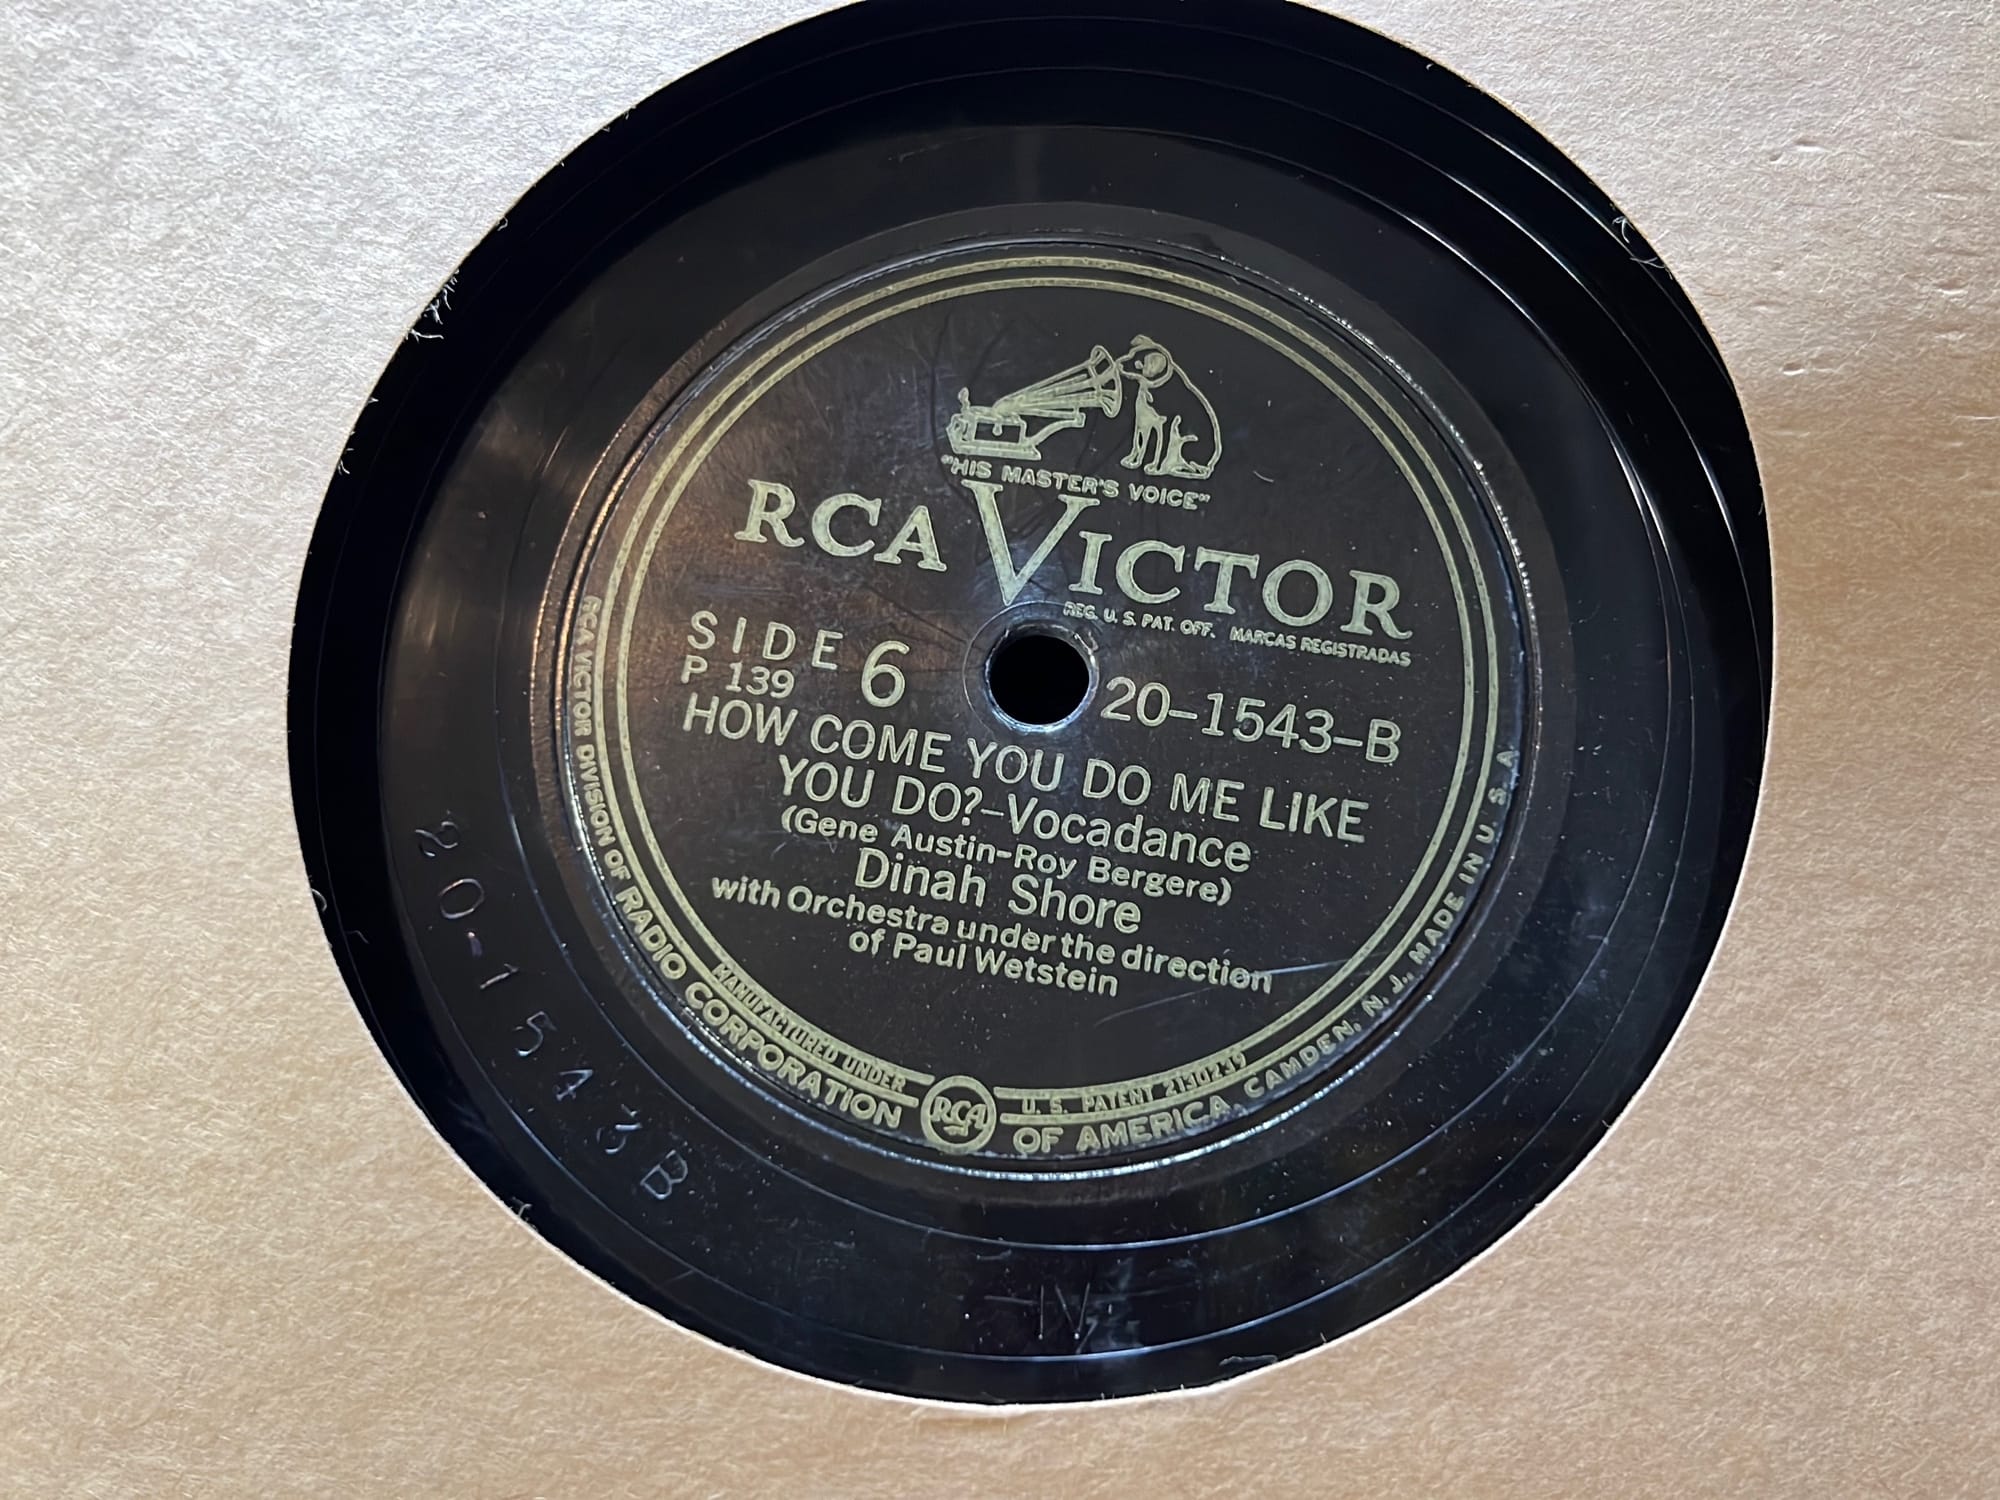 "HIS MASTER'S VOICE"
RCA VICTOR
REG. U. S. PAT. OFF. MARCAS REGISTRADAS
SIDE 6
P 139
20-1543-B
HOW COME YOU DO ME LIKE
YOU DO?-Vocadance
(Gene Austin-Roy Bergere)
Dinah Shore
with Orchestra under the direction
of Paul Wetstein
MANUFACTURED UNDER
RCA
U. S. PATENT 2130239
RCA VICTOR DIVISION OF RADIO CORPORATION OF AMERICA, CAMDEN, N. J., MADE IN U. S. A
20-1543B
IV